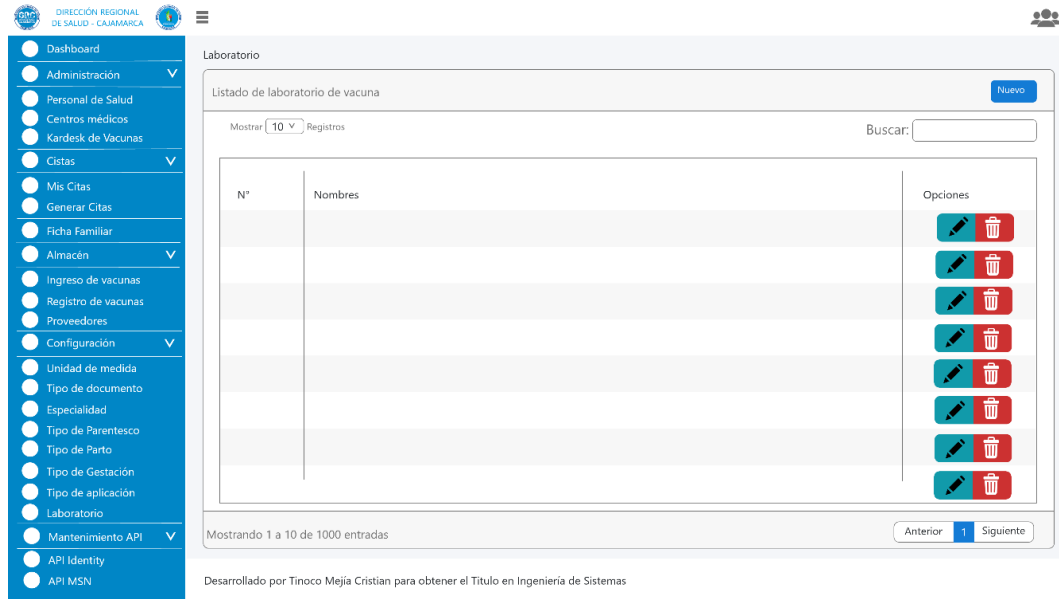 DIRECCIÓN REGIONAL
DE SALUD - CAJAMARCA
Dashboard
Administración
Personal de Salud
Centros médicos
Kardesk de Vacunas
Cistas
Mis Citas
Generar Citas
Ficha Familiar
Almacén
Ingreso de vacunas
Registro de vacunas
Proveedores
Configuración
Unidad de medida
Tipo de documento
Especialidad
Tipo de Parentesco
Tipo de Parto
Tipo de Gestación
Tipo de aplicación
Laboratorio
Mantenimiento API
API Identity
API MSN
Laboratorio
Listado de laboratorio de vacuna
Nuevo
Mostrar 10 Registros
Buscar:
N° Nombres Opciones
Mostrando 1 a 10 de 1000 entradas
Anterior 1 Siguiente
Desarrollado por Tinoco Mejía Cristian para obtener el Titulo en Ingeniería de Sistemas